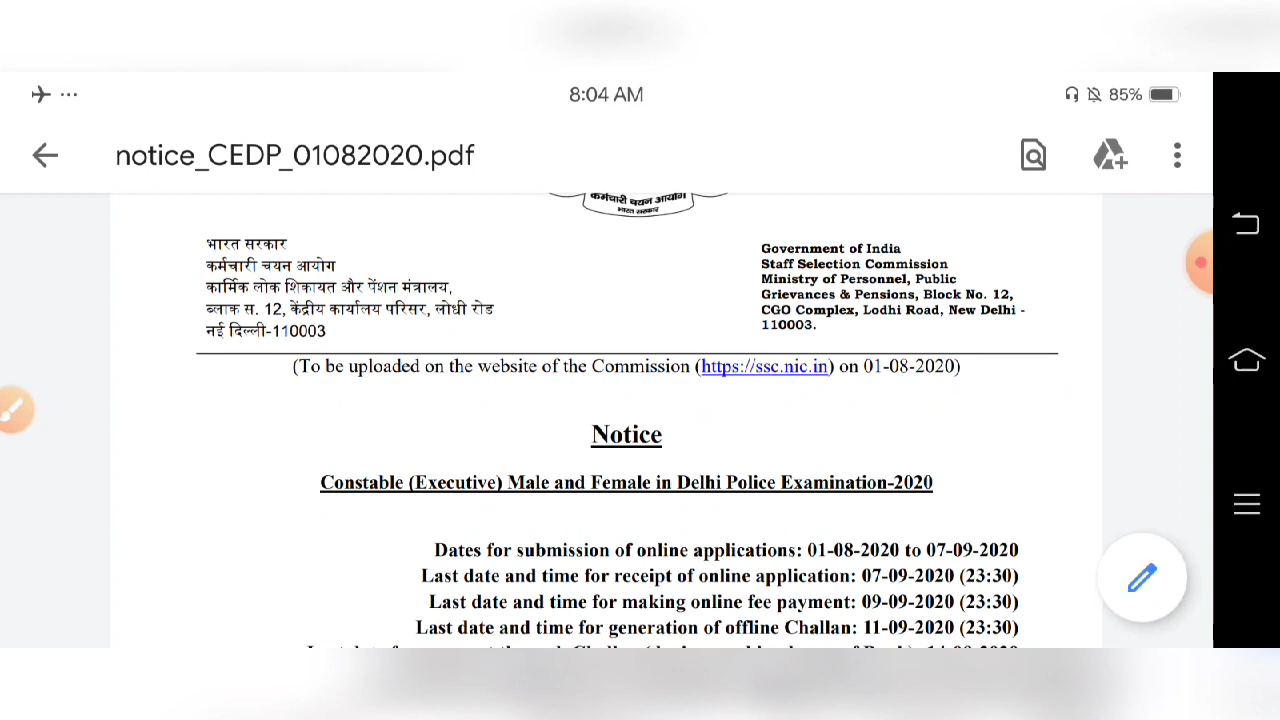 8:04 AM
85%
notice_CEDP_01082020.pdf
कर्मचारी चयन आयोग
भारत सरकार
भारत सरकार
कर्मचारी चयन आयोग
कार्मिक लोक शिकायत और पेंशन मंत्रालय,
ब्लाक स. 12, केंद्रीय कार्यालय परिसर, लोधी रोड
नई दिल्ली-110003
Government of India
Staff Selection Commission
Ministry of Personnel, Public
Grievances & Pensions, Block No. 12,
CGO Complex, Lodhi Road, New Delhi -
110003.
(To be uploaded on the website of the Commission (https://ssc.nic.in) on 01-08-2020)
Notice
Constable (Executive) Male and Female in Delhi Police Examination-2020
Dates for submission of online applications: 01-08-2020 to 07-09-2020
Last date and time for receipt of online application: 07-09-2020 (23:30)
Last date and time for making online fee payment: 09-09-2020 (23:30)
Last date and time for generation of offline Challan: 11-09-2020 (23:30)